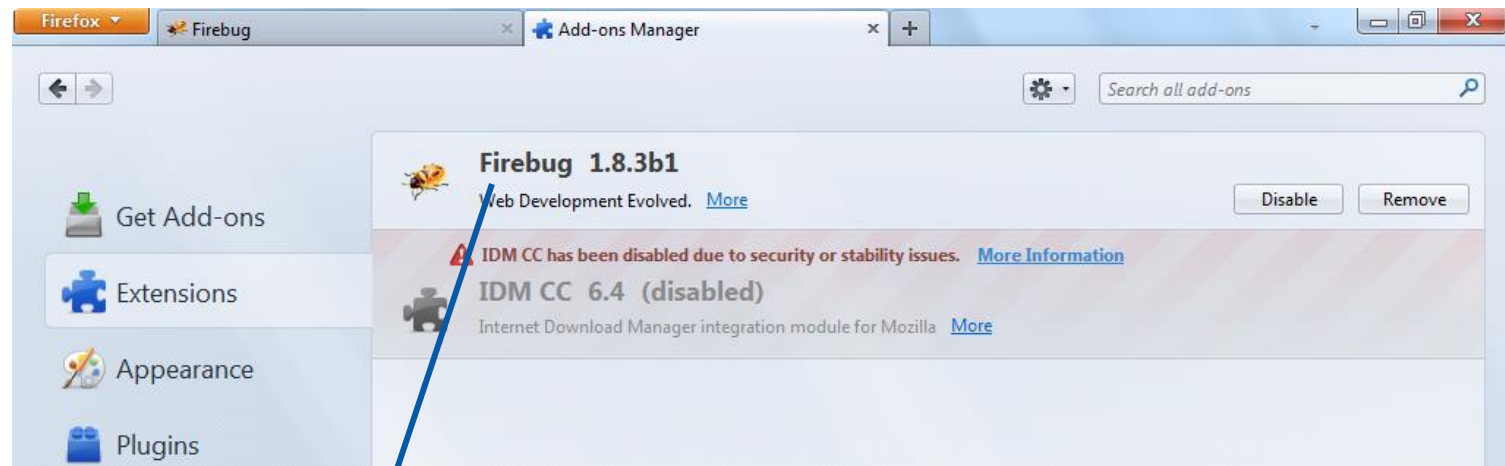 Firefox
Firebug
Add-ons Manager
Search all add-ons
Get Add-ons
Extensions
Appearance
Plugins
Firebug 1.8.3b1
Web Development Evolved. More
Disable Remove
IDM CC has been disabled due to security or stability issues. More Information
IDM CC 6.4 (disabled)
Internet Download Manager integration module for Mozilla More